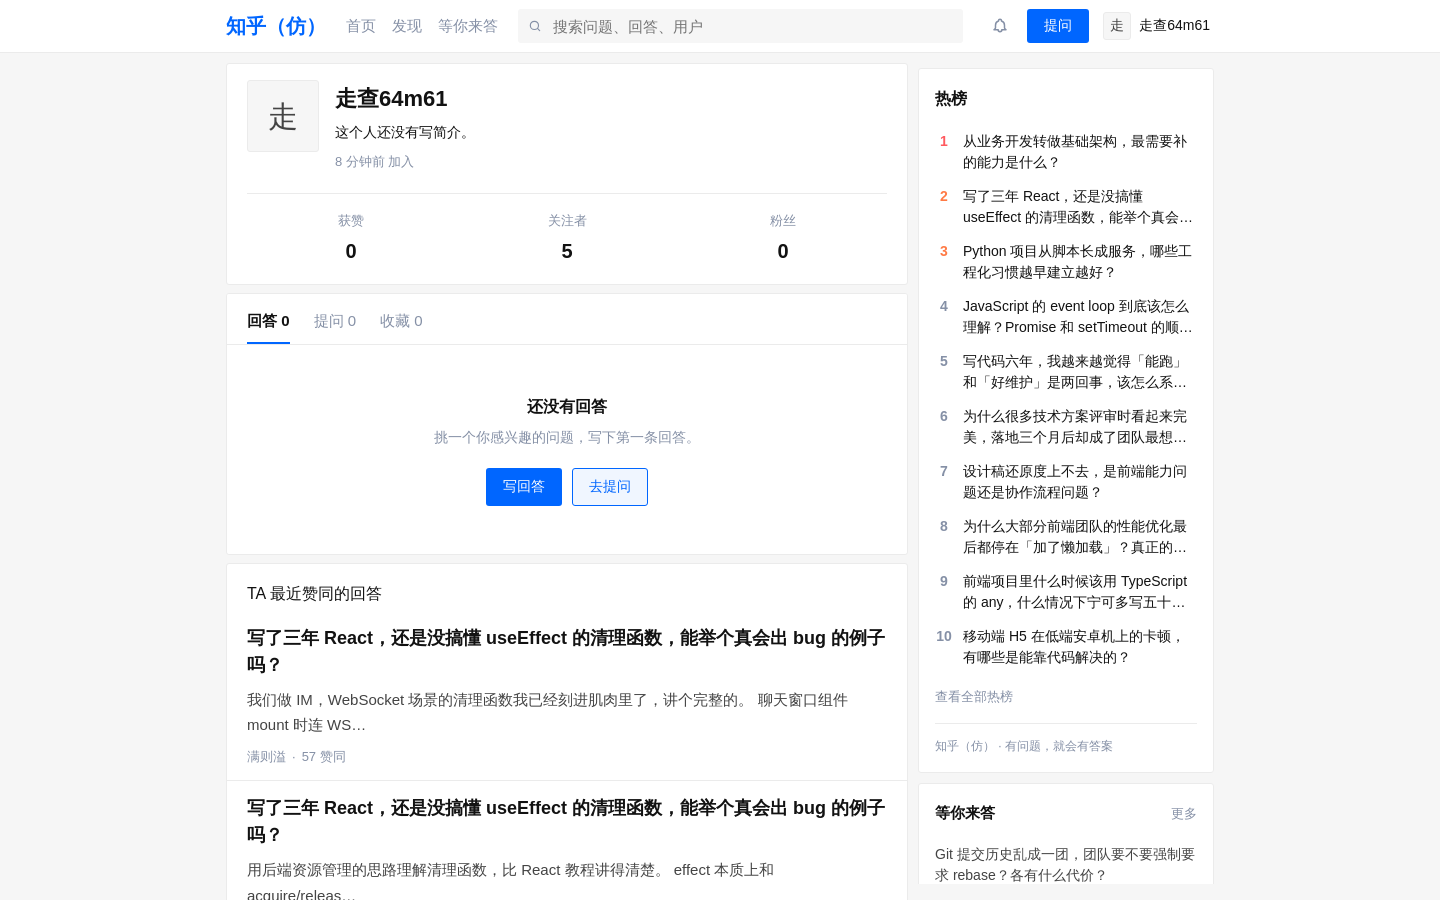 知乎（仿）
首页 发现 等你来答
搜索问题、回答、用户
提问
走 走查64m61
走
走查64m61
这个人还没有写简介。
8 分钟前 加入
获赞 关注者 粉丝
0 5 0
回答 0 提问 0 收藏 0
还没有回答
挑一个你感兴趣的问题，写下第一条回答。
写回答 去提问
TA 最近赞同的回答
写了三年 React，还是没搞懂 useEffect 的清理函数，能举个真会出 bug 的例子
吗？
我们做 IM，WebSocket 场景的清理函数我已经刻进肌肉里了，讲个完整的。 聊天窗口组件
mount 时连 WS…
满则溢 · 57 赞同
写了三年 React，还是没搞懂 useEffect 的清理函数，能举个真会出 bug 的例子
吗？
用后端资源管理的思路理解清理函数，比 React 教程讲得清楚。 effect 本质上和
acquire/releas…
热榜
1 从业务开发转做基础架构，最需要补
的能力是什么？
2 写了三年 React，还是没搞懂
useEffect 的清理函数，能举个真会…
3 Python 项目从脚本长成服务，哪些工
程化习惯越早建立越好？
4 JavaScript 的 event loop 到底该怎么
理解？Promise 和 setTimeout 的顺…
5 写代码六年，我越来越觉得「能跑」
和「好维护」是两回事，该怎么系…
6 为什么很多技术方案评审时看起来完
美，落地三个月后却成了团队最想…
7 设计稿还原度上不去，是前端能力问
题还是协作流程问题？
8 为什么大部分前端团队的性能优化最
后都停在「加了懒加载」？真正的…
9 前端项目里什么时候该用 TypeScript
的 any，什么情况下宁可多写五十…
10 移动端 H5 在低端安卓机上的卡顿，
有哪些是能靠代码解决的？
查看全部热榜
知乎（仿） · 有问题，就会有答案
等你来答 更多
Git 提交历史乱成一团，团队要不要强制要
求 rebase？各有什么代价？